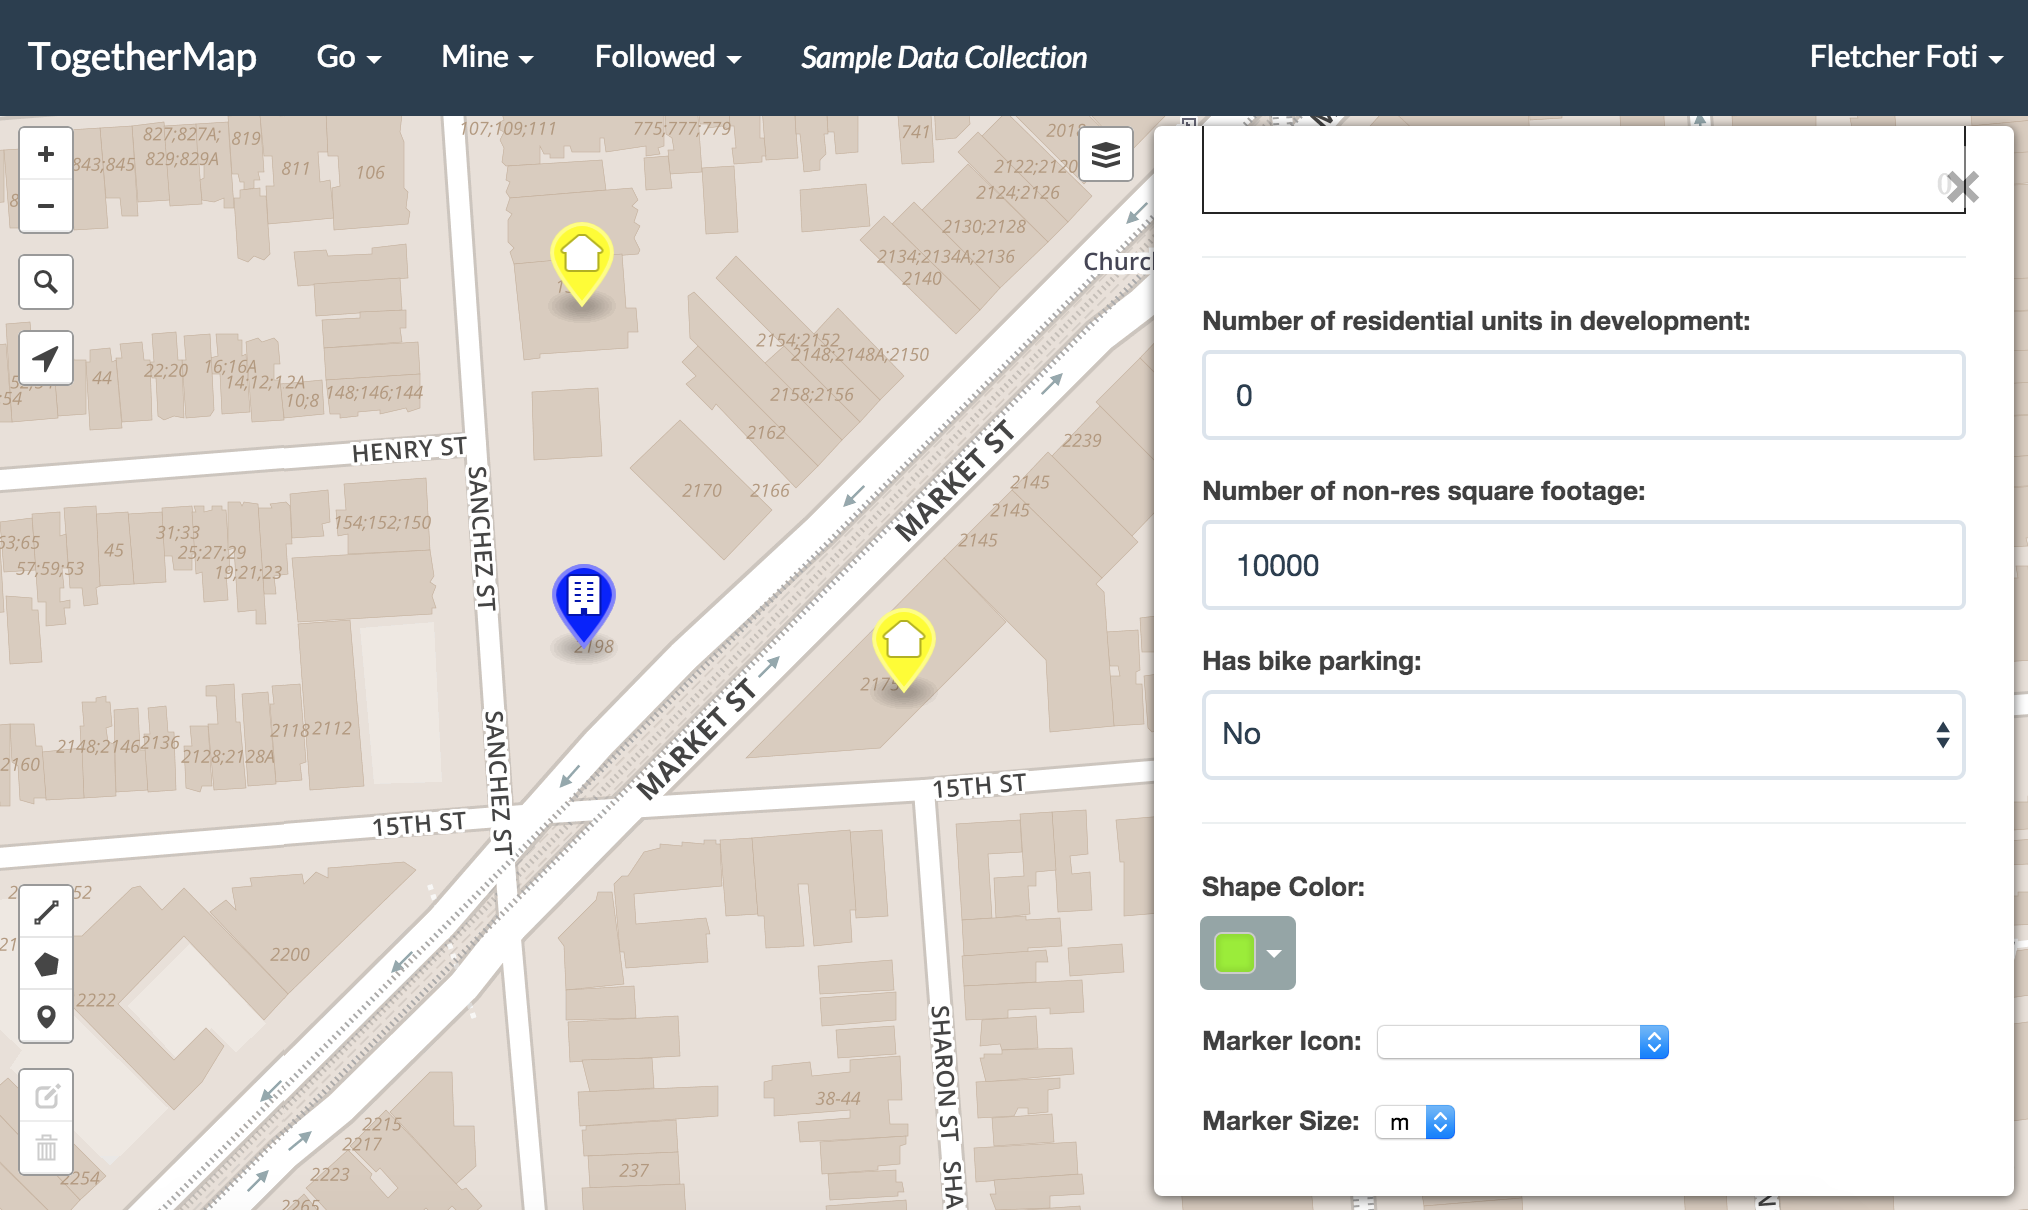 TogetherMap Go Mine Followed Sample Data Collection Fletcher Foti
827;827A; 819
829;829A
843;845
811
106
107;109;111
775;777;779
741
2122;2120
2124;2126
2130;2128
2134;2134A;2136
2140
Church
2154;2152
2148;2148A;2150
2158;2156
2162
2170
2166
2239
2145
2145
2145
44
22;20
16;16A
14;12;12A
10;8
148;146;144
HENRY ST
SANCHEZ ST
MARKET ST
154;152;150
63;65
57;59;53
45
31;33
25;27;29
19;21;23
2198
2175
MARKET ST
SANCHEZ ST
2160
2148;2146
2136
2128;2128A
2118
2112
15TH ST
15TH ST
2200
2222
SHARON ST
38-44
237
2215
2217
2223
2265
2254
SHA
+
−
0
Number of residential units in development:
0
Number of non-res square footage:
10000
Has bike parking:
No
Shape Color:
Marker Icon:
Marker Size: m